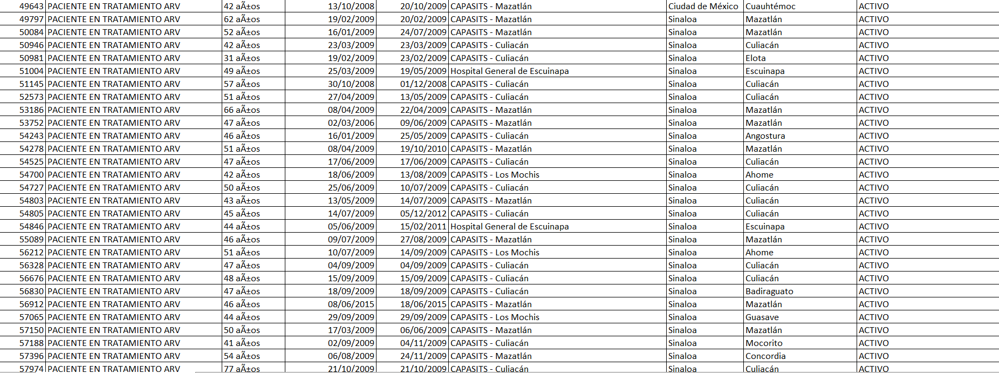 49643 PACIENTE EN TRATAMIENTO ARV 42 aÃ±os 13/10/2008 20/10/2009 CAPASITS - Mazatlán Ciudad de México Cuauhtémoc ACTIVO
49797 PACIENTE EN TRATAMIENTO ARV 62 aÃ±os 19/02/2009 20/02/2009 CAPASITS - Mazatlán Sinaloa Mazatlán ACTIVO
50084 PACIENTE EN TRATAMIENTO ARV 52 aÃ±os 16/01/2009 24/07/2009 CAPASITS - Mazatlán Sinaloa Mazatlán ACTIVO
50946 PACIENTE EN TRATAMIENTO ARV 42 aÃ±os 23/03/2009 23/03/2009 CAPASITS - Culiacán Sinaloa Culiacán ACTIVO
50981 PACIENTE EN TRATAMIENTO ARV 31 aÃ±os 19/02/2009 23/02/2009 CAPASITS - Culiacán Sinaloa Elota ACTIVO
51004 PACIENTE EN TRATAMIENTO ARV 49 aÃ±os 25/03/2009 19/05/2009 Hospital General de Escuinapa Sinaloa Escuinapa ACTIVO
51145 PACIENTE EN TRATAMIENTO ARV 57 aÃ±os 30/10/2008 01/12/2008 CAPASITS - Culiacán Sinaloa Culiacán ACTIVO
52573 PACIENTE EN TRATAMIENTO ARV 51 aÃ±os 27/04/2009 13/05/2009 CAPASITS - Culiacán Sinaloa Culiacán ACTIVO
53186 PACIENTE EN TRATAMIENTO ARV 66 aÃ±os 08/04/2009 22/04/2009 CAPASITS - Mazatlán Sinaloa Mazatlán ACTIVO
53752 PACIENTE EN TRATAMIENTO ARV 47 aÃ±os 02/03/2006 09/06/2009 CAPASITS - Mazatlán Sinaloa Mazatlán ACTIVO
54243 PACIENTE EN TRATAMIENTO ARV 46 aÃ±os 16/01/2009 25/05/2009 CAPASITS - Culiacán Sinaloa Angostura ACTIVO
54278 PACIENTE EN TRATAMIENTO ARV 51 aÃ±os 08/04/2009 19/10/2010 CAPASITS - Mazatlán Sinaloa Mazatlán ACTIVO
54525 PACIENTE EN TRATAMIENTO ARV 47 aÃ±os 17/06/2009 17/06/2009 CAPASITS - Culiacán Sinaloa Culiacán ACTIVO
54700 PACIENTE EN TRATAMIENTO ARV 42 aÃ±os 18/06/2009 13/08/2009 CAPASITS - Los Mochis Sinaloa Ahome ACTIVO
54727 PACIENTE EN TRATAMIENTO ARV 50 aÃ±os 25/06/2009 10/07/2009 CAPASITS - Culiacán Sinaloa Culiacán ACTIVO
54803 PACIENTE EN TRATAMIENTO ARV 43 aÃ±os 13/05/2009 14/07/2009 CAPASITS - Mazatlán Sinaloa Culiacán ACTIVO
54805 PACIENTE EN TRATAMIENTO ARV 45 aÃ±os 14/07/2009 05/12/2012 CAPASITS - Culiacán Sinaloa Culiacán ACTIVO
54846 PACIENTE EN TRATAMIENTO ARV 44 aÃ±os 05/06/2009 15/02/2011 Hospital General de Escuinapa Sinaloa Escuinapa ACTIVO
55089 PACIENTE EN TRATAMIENTO ARV 46 aÃ±os 09/07/2009 27/08/2009 CAPASITS - Mazatlán Sinaloa Mazatlán ACTIVO
56212 PACIENTE EN TRATAMIENTO ARV 51 aÃ±os 10/07/2009 14/09/2009 CAPASITS - Los Mochis Sinaloa Ahome ACTIVO
56328 PACIENTE EN TRATAMIENTO ARV 47 aÃ±os 04/09/2009 04/09/2009 CAPASITS - Culiacán Sinaloa Culiacán ACTIVO
56676 PACIENTE EN TRATAMIENTO ARV 48 aÃ±os 15/09/2009 15/09/2009 CAPASITS - Culiacán Sinaloa Culiacán ACTIVO
56830 PACIENTE EN TRATAMIENTO ARV 47 aÃ±os 18/09/2009 18/09/2009 CAPASITS - Culiacán Sinaloa Badiraguato ACTIVO
56912 PACIENTE EN TRATAMIENTO ARV 46 aÃ±os 08/06/2015 18/06/2015 CAPASITS - Mazatlán Sinaloa Mazatlán ACTIVO
57065 PACIENTE EN TRATAMIENTO ARV 44 aÃ±os 29/09/2009 29/09/2009 CAPASITS - Los Mochis Sinaloa Guasave ACTIVO
57150 PACIENTE EN TRATAMIENTO ARV 50 aÃ±os 17/03/2009 06/06/2009 CAPASITS - Mazatlán Sinaloa Mazatlán ACTIVO
57188 PACIENTE EN TRATAMIENTO ARV 41 aÃ±os 02/09/2009 04/11/2009 CAPASITS - Culiacán Sinaloa Mocorito ACTIVO
57396 PACIENTE EN TRATAMIENTO ARV 54 aÃ±os 06/08/2009 24/11/2009 CAPASITS - Mazatlán Sinaloa Concordia ACTIVO
57974 PACIENTE EN TRATAMIENTO ARV 77 aÃ±os 21/10/2009 21/10/2009 CAPASITS - Culiacán Sinaloa Culiacán ACTIVO